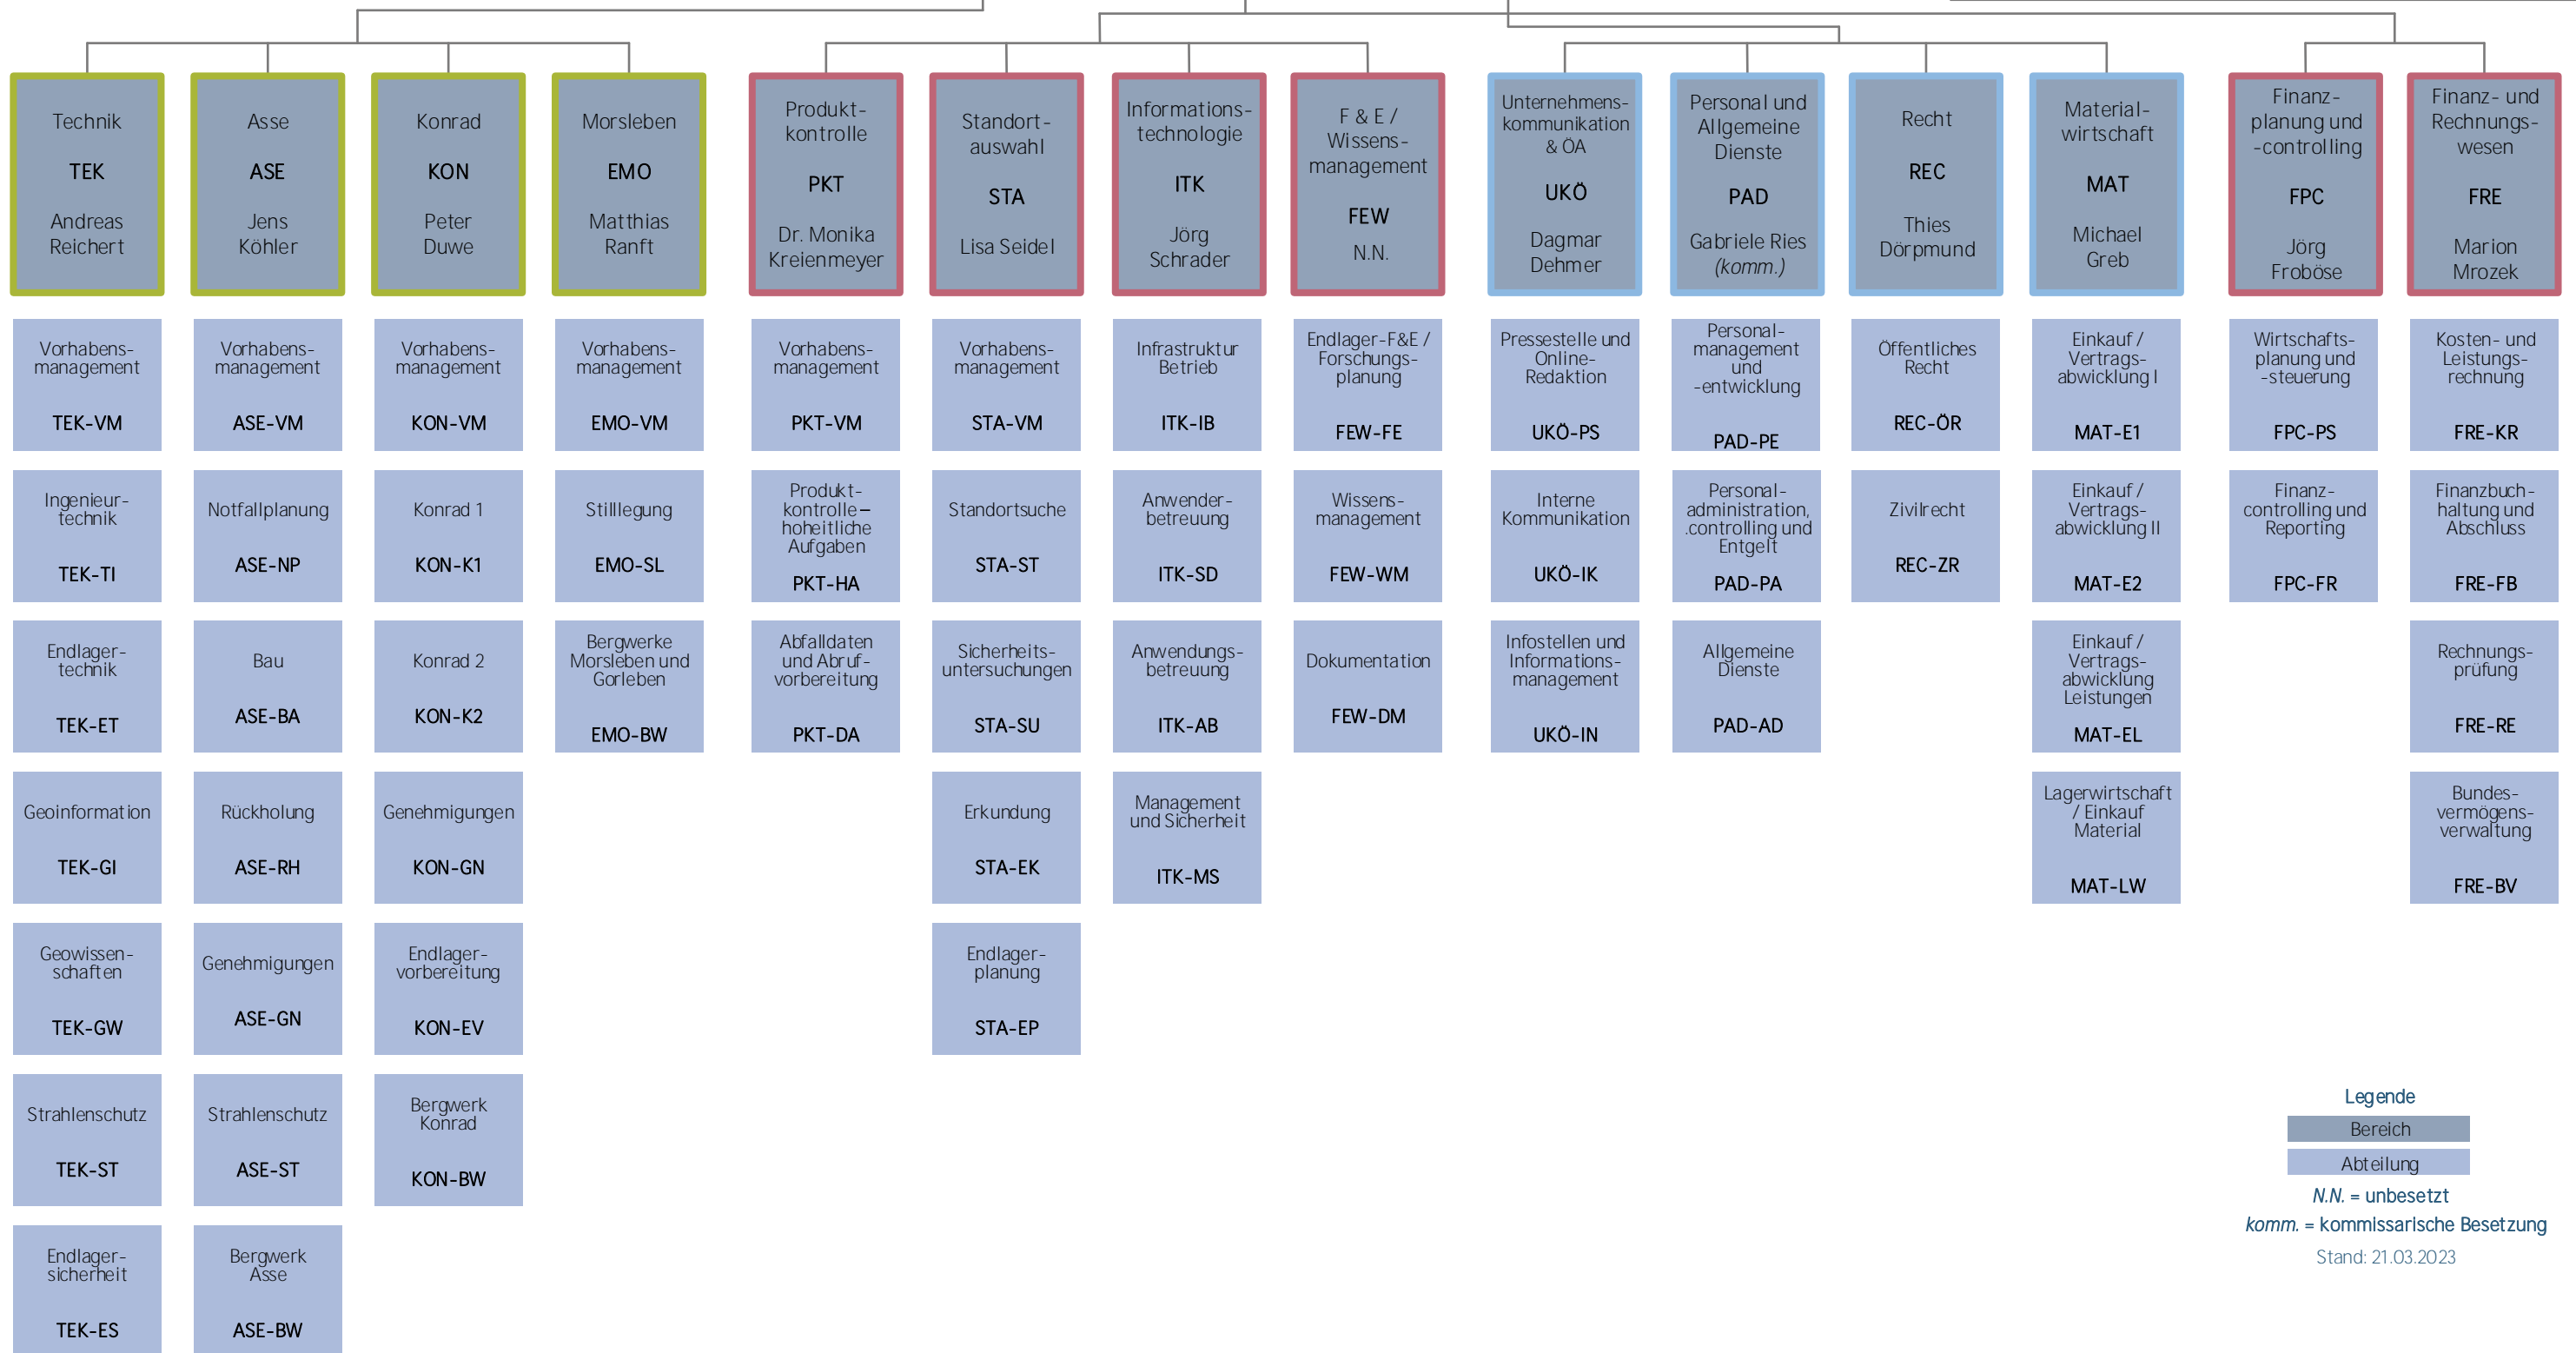 Technik
TEK
Andreas
Reichert
Asse
ASE
Jens
Köhler
Konrad
KON
Peter
Duwe
Morsleben
EMO
Matthias
Ranft
Produkt-
kontrolle
PKT
Dr. Monika
Kreienmeyer
Standort-
auswahl
STA
Lisa Seidel
Informations-
technologie
ITK
Jörg
Schrader
F & E /
Wissens-
management
FEW
N.N.
Unternehmens-
kommunikation
& ÖA
UKÖ
Dagmar
Dehmer
Personal und
Allgemeine
Dienste
PAD
Gabriele Ries
(komm.)
Recht
REC
Thies
Dörpmund
Material-
wirtschaft
MAT
Michael
Greb
Finanz-
planung und
-controlling
FPC
Jörg
Froböse
Finanz- und
Rechnungs-
wesen
FRE
Marion
Mrozek
Vorhabens-
management
TEK-VM
Vorhabens-
management
ASE-VM
Vorhabens-
management
KON-VM
Vorhabens-
management
EMO-VM
Vorhabens-
management
PKT-VM
Vorhabens-
management
STA-VM
Infrastruktur
Betrieb
ITK-IB
Endlager-F&E /
Forschungs-
planung
FEW-FE
Pressestelle und
Online-
Redaktion
UKÖ-PS
Personal-
management
und
-entwicklung
PAD-PE
Öffentliches
Recht
REC-ÖR
Einkauf /
Vertrags-
abwicklung I
MAT-E1
Wirtschafts-
planung und
-steuerung
FPC-PS
Kosten- und
Leistungs-
rechnung
FRE-KR
Ingenieur-
technik
TEK-TI
Notfallplanung
ASE-NP
Konrad 1
KON-K1
Stilllegung
EMO-SL
Produkt-
kontrolle –
hoheitliche
Aufgaben
PKT-HA
Standortsuche
STA-ST
Anwender-
betreuung
ITK-SD
Wissens-
management
FEW-WM
Interne
Kommunikation
UKÖ-IK
Personal-
administration,
.controlling und
Entgelt
PAD-PA
Zivilrecht
REC-ZR
Einkauf /
Vertrags-
abwicklung II
MAT-E2
Finanz-
controlling und
Reporting
FPC-FR
Finanzbuch-
haltung und
Abschluss
FRE-FB
Endlager-
technik
TEK-ET
Bau
ASE-BA
Konrad 2
KON-K2
Bergwerke
Morsleben und
Gorleben
EMO-BW
Abfalldaten
und Abruf-
vorbereitung
PKT-DA
Sicherheits-
untersuchungen
STA-SU
Anwendungs-
betreuung
ITK-AB
Dokumentation
FEW-DM
Infostellen und
Informations-
management
UKÖ-IN
Allgemeine
Dienste
PAD-AD
Einkauf /
Vertrags-
abwicklung
Leistungen
MAT-EL
Rechnungs-
prüfung
FRE-RE
Geoinformation
TEK-GI
Rückholung
ASE-RH
Genehmigungen
KON-GN
Erkundung
STA-EK
Management
und Sicherheit
ITK-MS
Lagerwirtschaft
/ Einkauf
Material
MAT-LW
Bundes-
vermögens-
verwaltung
FRE-BV
Geowissen-
schaften
TEK-GW
Genehmigungen
ASE-GN
Endlager-
vorbereitung
KON-EV
Endlager-
planung
STA-EP
Strahlenschutz
TEK-ST
Strahlenschutz
ASE-ST
Bergwerk
Konrad
KON-BW
Endlager-
sicherheit
TEK-ES
Bergwerk
Asse
ASE-BW
Legende
Bereich
Abteilung
N.N. = unbesetzt
komm. = kommissarische Besetzung
Stand: 21.03.2023